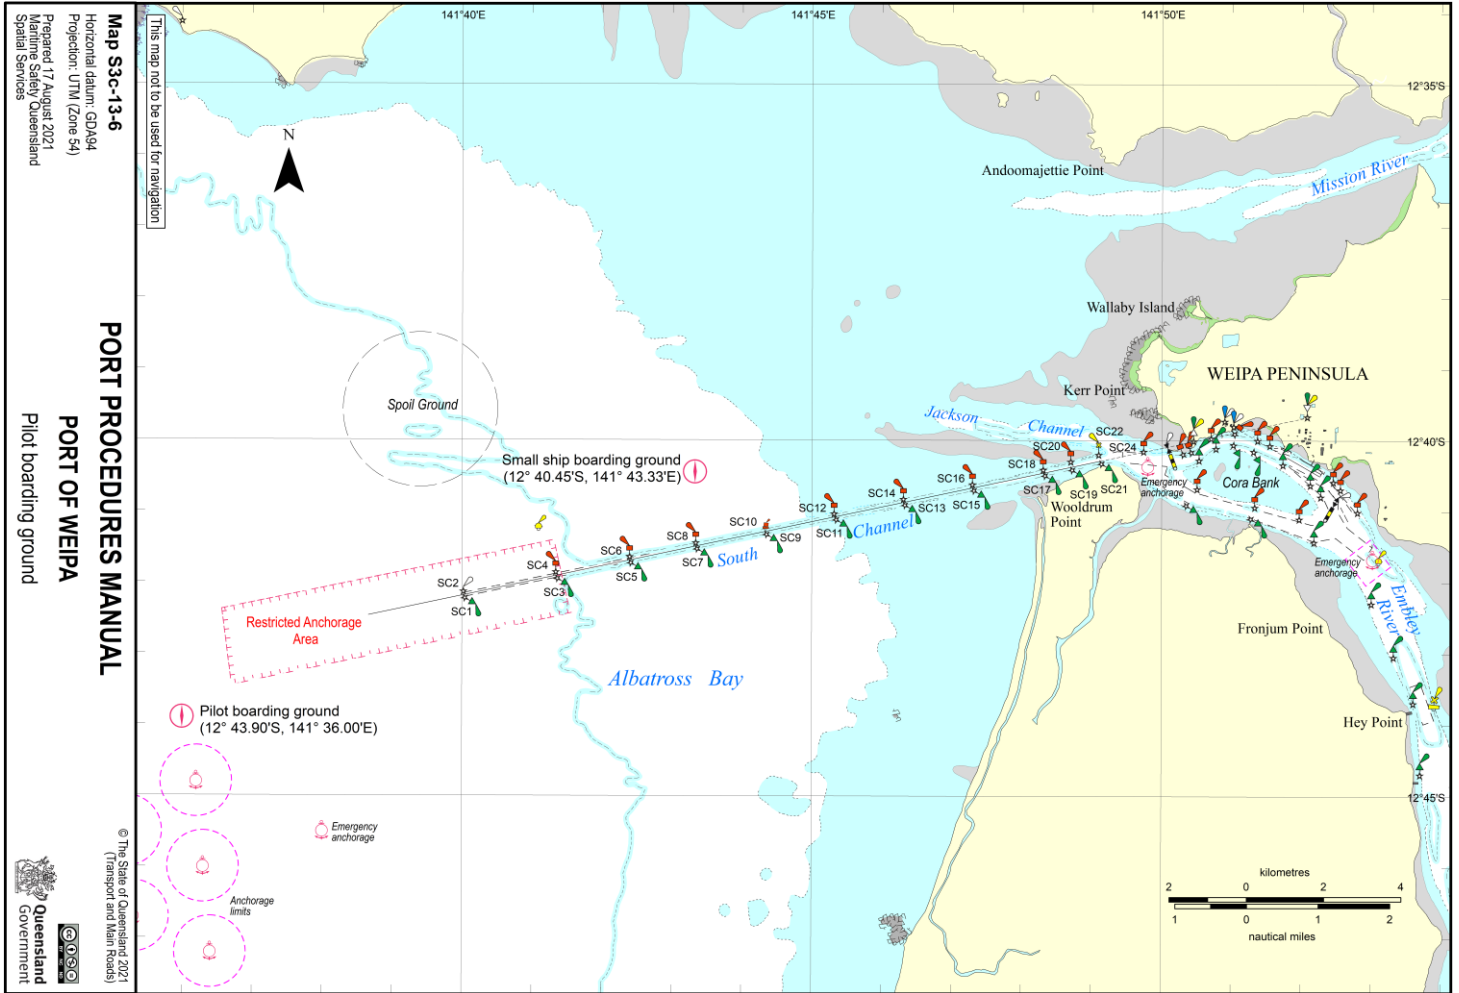 141°40'E
141°45'E
141°50'E
12°35'S
12°40'S
12°45'S
Map S3c-13-6
Horizontal datum: GDA94
Projection: UTM (Zone 54)
Prepared 17 August 2021
Maritime Safety Queensland
Spatial Services
This map not to be used for navigation
N
PORT PROCEDURES MANUAL
PORT OF WEIPA
Pilot boarding ground
© The State of Queensland 2021
(Transport and Main Roads)
Queensland
Government
Andoomajettie Point
Mission River
Wallaby Island
Kerr Point
WEIPA PENINSULA
Jackson Channel
Spoil Ground
Small ship boarding ground
(12° 40.45'S, 141° 43.33'E)
SC22
SC24
SC20
SC18
SC16
SC14
SC12
SC10
SC8
SC6
SC4
SC2
SC1
SC3
SC5
SC7
SC9
SC11
SC13
SC15
SC17
SC19
SC21
South Channel
Wooldrum
Point
Emergency
anchorage
Cora Bank
Emergency
anchorage
Embley
River
Fronjum Point
Hey Point
Restricted Anchorage
Area
Albatross Bay
Pilot boarding ground
(12° 43.90'S, 141° 36.00'E)
Emergency
anchorage
Anchorage
limits
kilometres
2 0 2 4
1 0 1 2
nautical miles